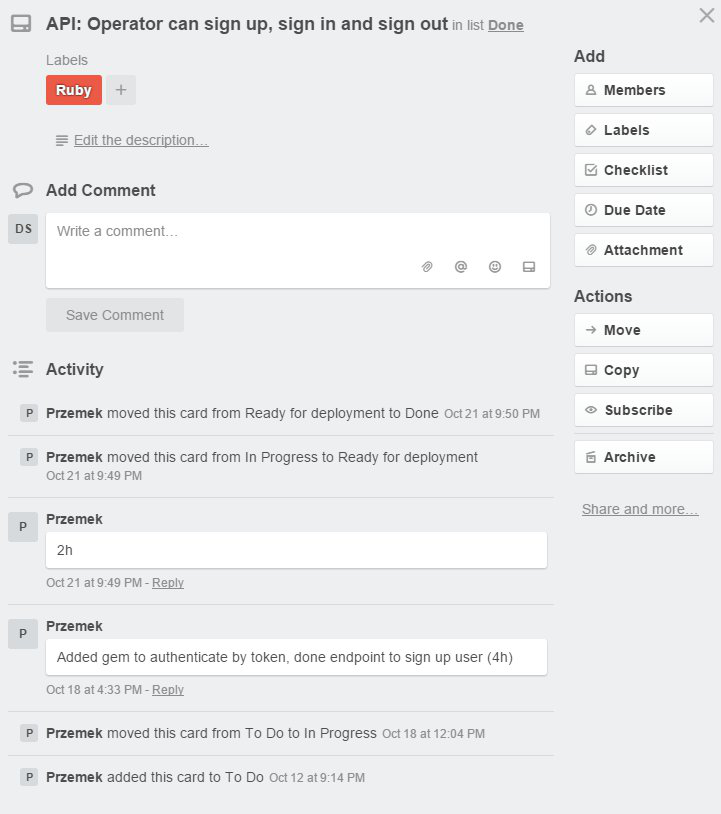 API: Operator can sign up, sign in and sign out in list Done
Labels
Ruby +
Edit the description…
Add Comment
DS
Write a comment…
Save Comment
Activity
P Przemek moved this card from Ready for deployment to Done Oct 21 at 9:50 PM
P Przemek moved this card from In Progress to Ready for deployment
Oct 21 at 9:49 PM
P Przemek
2h
Oct 21 at 9:49 PM - Reply
P Przemek
Added gem to authenticate by token, done endpoint to sign up user (4h)
Oct 18 at 4:33 PM - Reply
P Przemek moved this card from To Do to In Progress Oct 18 at 12:04 PM
P Przemek added this card to To Do Oct 12 at 9:14 PM
Add
Members
Labels
Checklist
Due Date
Attachment
Actions
Move
Copy
Subscribe
Archive
Share and more…